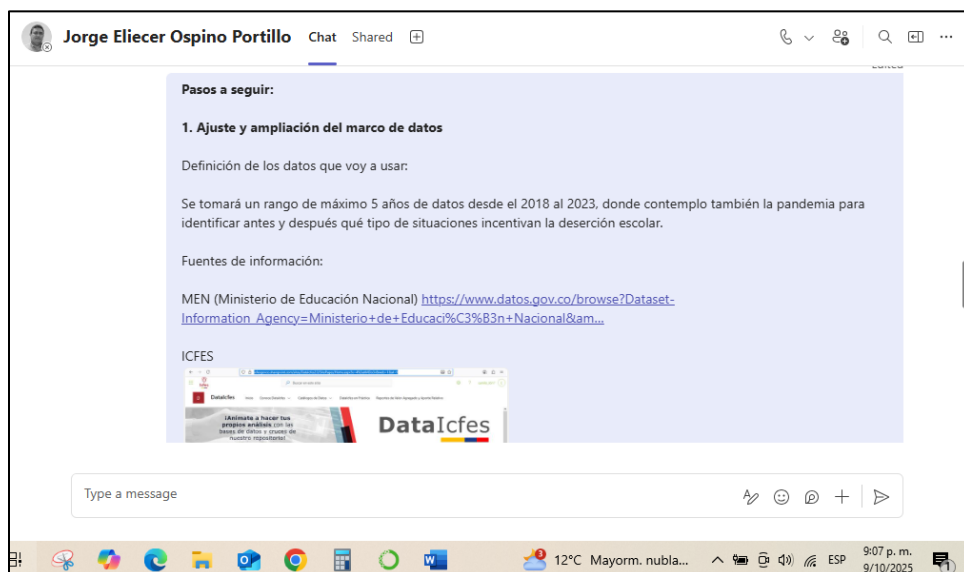 Jorge Eliecer Ospino Portillo Chat Shared
Edited
Pasos a seguir:
1. Ajuste y ampliación del marco de datos
Definición de los datos que voy a usar:
Se tomará un rango de máximo 5 años de datos desde el 2018 al 2023, donde contemplo también la pandemia para
identificar antes y después qué tipo de situaciones incentivan la deserción escolar.
Fuentes de información:
MEN (Ministerio de Educación Nacional) https://www.datos.gov.co/browse?Dataset-
Information_Agency=Ministerio+de+Educaci%C3%B3n+Nacional&am...
ICFES
DataIcfes
¡Anímate a hacer tus
propios análisis con las
bases de datos y cruces de
nuestro repositorio!
DataIcfes
Type a message
12°C Mayorm. nubla...
ESP
9:07 p. m.
9/10/2025